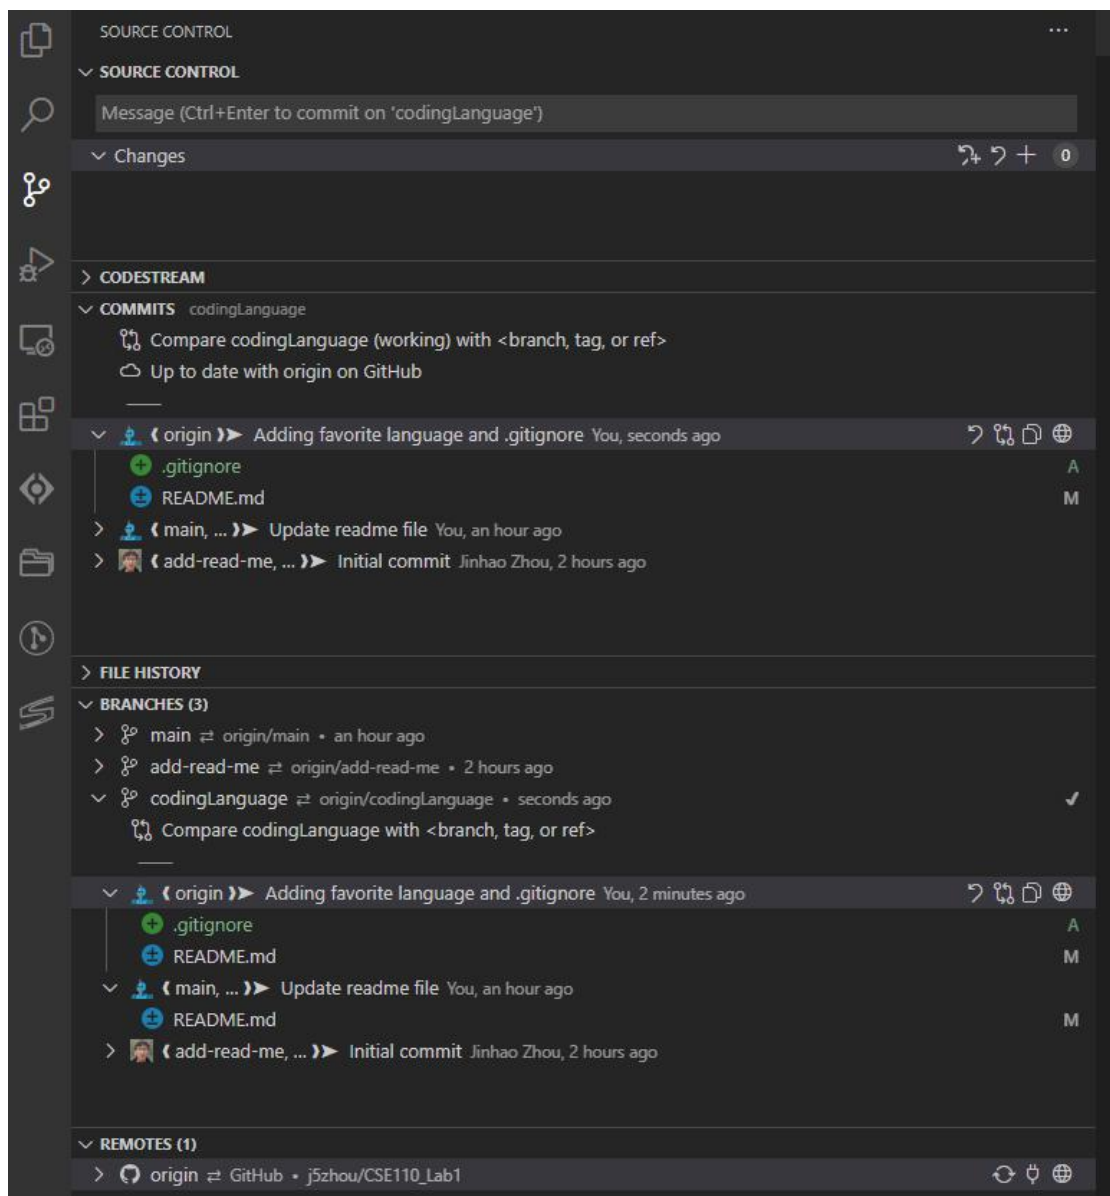 SOURCE CONTROL
SOURCE CONTROL
Message (Ctrl+Enter to commit on 'codingLanguage')
Changes 0
CODESTREAM
COMMITS codingLanguage
Compare codingLanguage (working) with <branch, tag, or ref>
Up to date with origin on GitHub
❨ origin ❩➤ Adding favorite language and .gitignore You, seconds ago
.gitignore A
README.md M
❨ main, ... ❩➤ Update readme file You, an hour ago
❨ add-read-me, ... ❩➤ Initial commit Jinhao Zhou, 2 hours ago
FILE HISTORY
BRANCHES (3)
main ⇄ origin/main • an hour ago
add-read-me ⇄ origin/add-read-me • 2 hours ago
codingLanguage ⇄ origin/codingLanguage • seconds ago ✓
Compare codingLanguage with <branch, tag, or ref>
❨ origin ❩➤ Adding favorite language and .gitignore You, 2 minutes ago
.gitignore A
README.md M
❨ main, ... ❩➤ Update readme file You, an hour ago
README.md M
❨ add-read-me, ... ❩➤ Initial commit Jinhao Zhou, 2 hours ago
REMOTES (1)
origin ⇄ GitHub • j5zhou/CSE110_Lab1